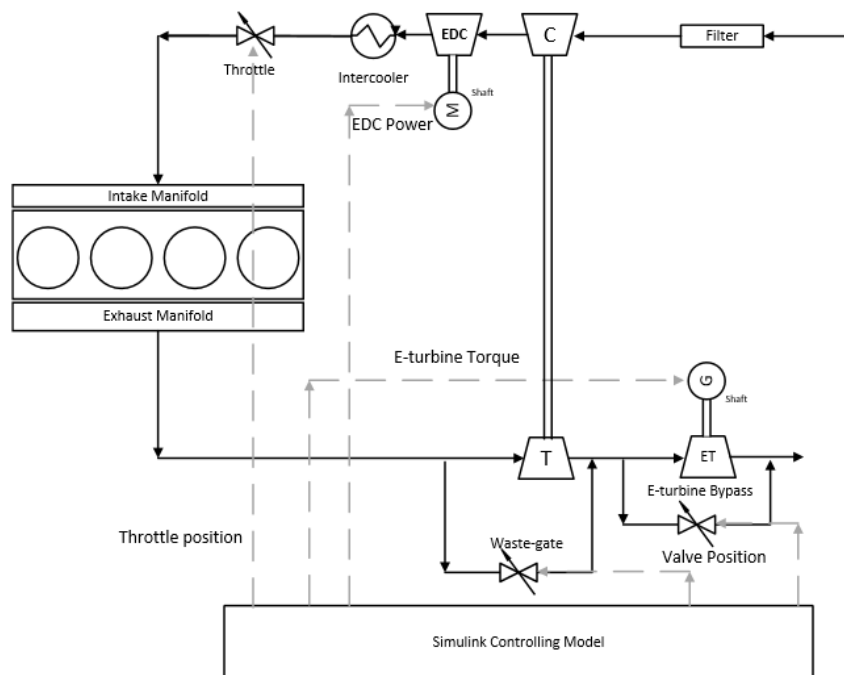 EDC
C
Filter
Throttle
Intercooler
Shaft
M
EDC Power
Intake Manifold
Exhaust Manifold
E-turbine Torque
G
Shaft
T
ET
E-turbine Bypass
Throttle position
Waste-gate
Valve Position
Simulink Controlling Model